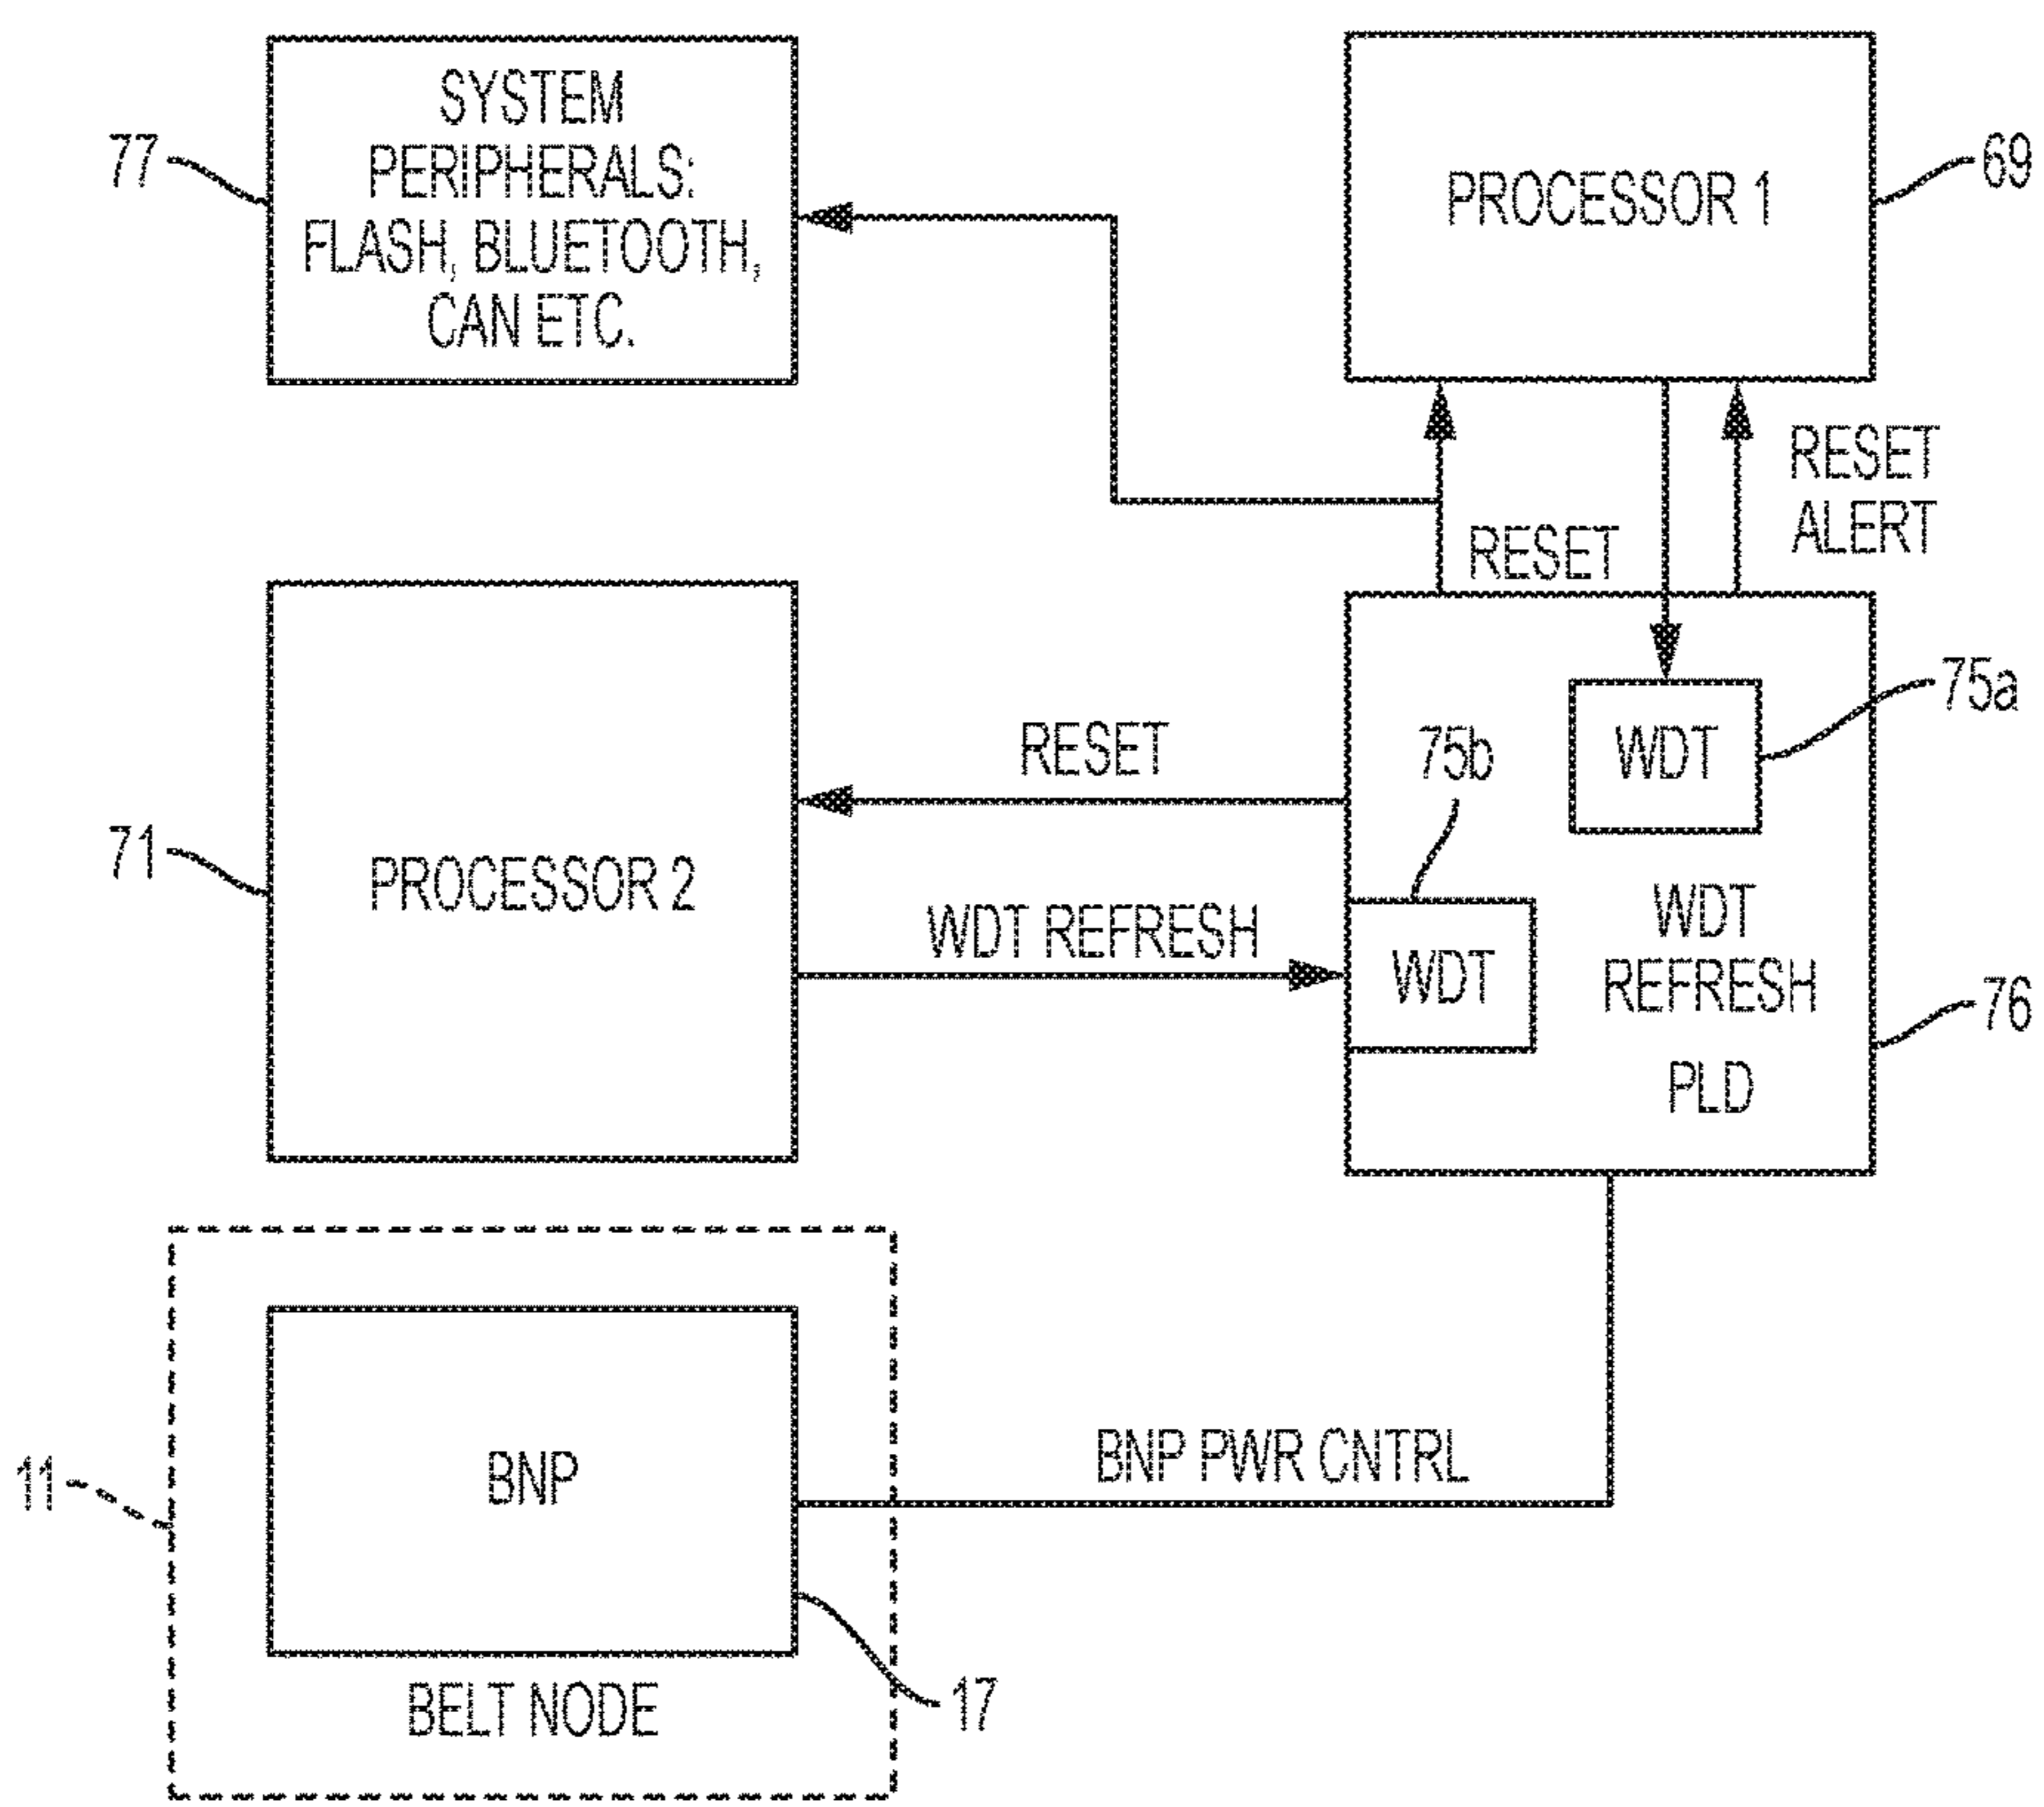 SYSTEM
PERIPHERALS:
FLASH, BLUETOOTH,
CAN ETC.
77
PROCESSOR 1
69
RESET
ALERT
RESET
75a
WDT
75b
RESET
71
PROCESSOR 2
WDT REFRESH
WDT
WDT
REFRESH
PLD
76
11
BNP
BNP PWR CNTRL
BELT NODE
17